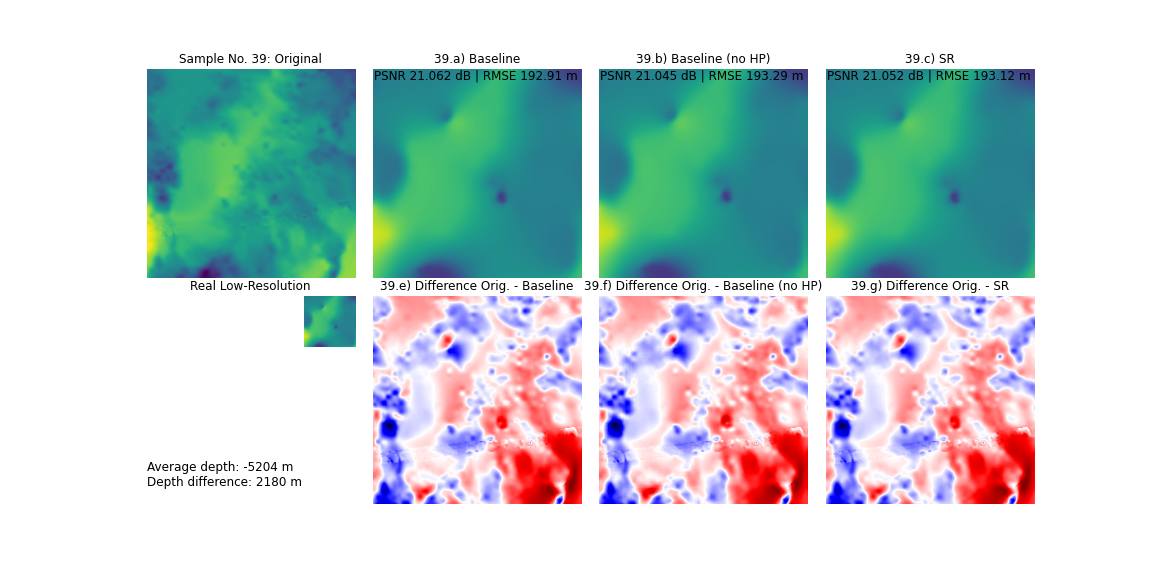 Sample No. 39: Original
39.a) Baseline
39.b) Baseline (no HP)
39.c) SR
PSNR 21.062 dB | RMSE 192.91 m
PSNR 21.045 dB | RMSE 193.29 m
PSNR 21.052 dB | RMSE 193.12 m
Real Low-Resolution
39.e) Difference Orig. - Baseline
39.f) Difference Orig. - Baseline (no HP)
39.g) Difference Orig. - SR
Average depth: -5204 m
Depth difference: 2180 m